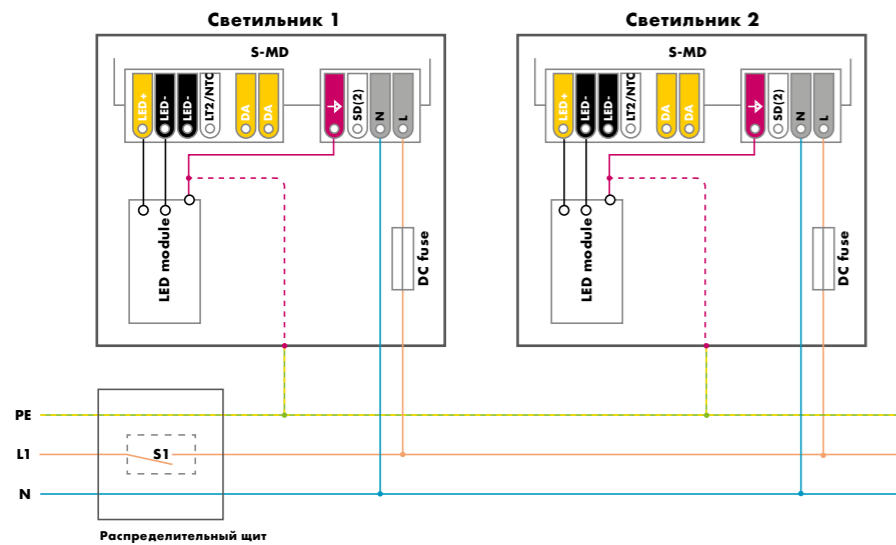 Светильник 1
Светильник 2
S-MD
S-MD
LED+
LED-
LED-
LT2/NTC
DA
DA
SD(2)
N
L
LED+
LED-
LED-
LT2/NTC
DA
DA
SD(2)
N
L
LED module
DC fuse
LED module
DC fuse
PE
L1
S1
N
Распределительный щит